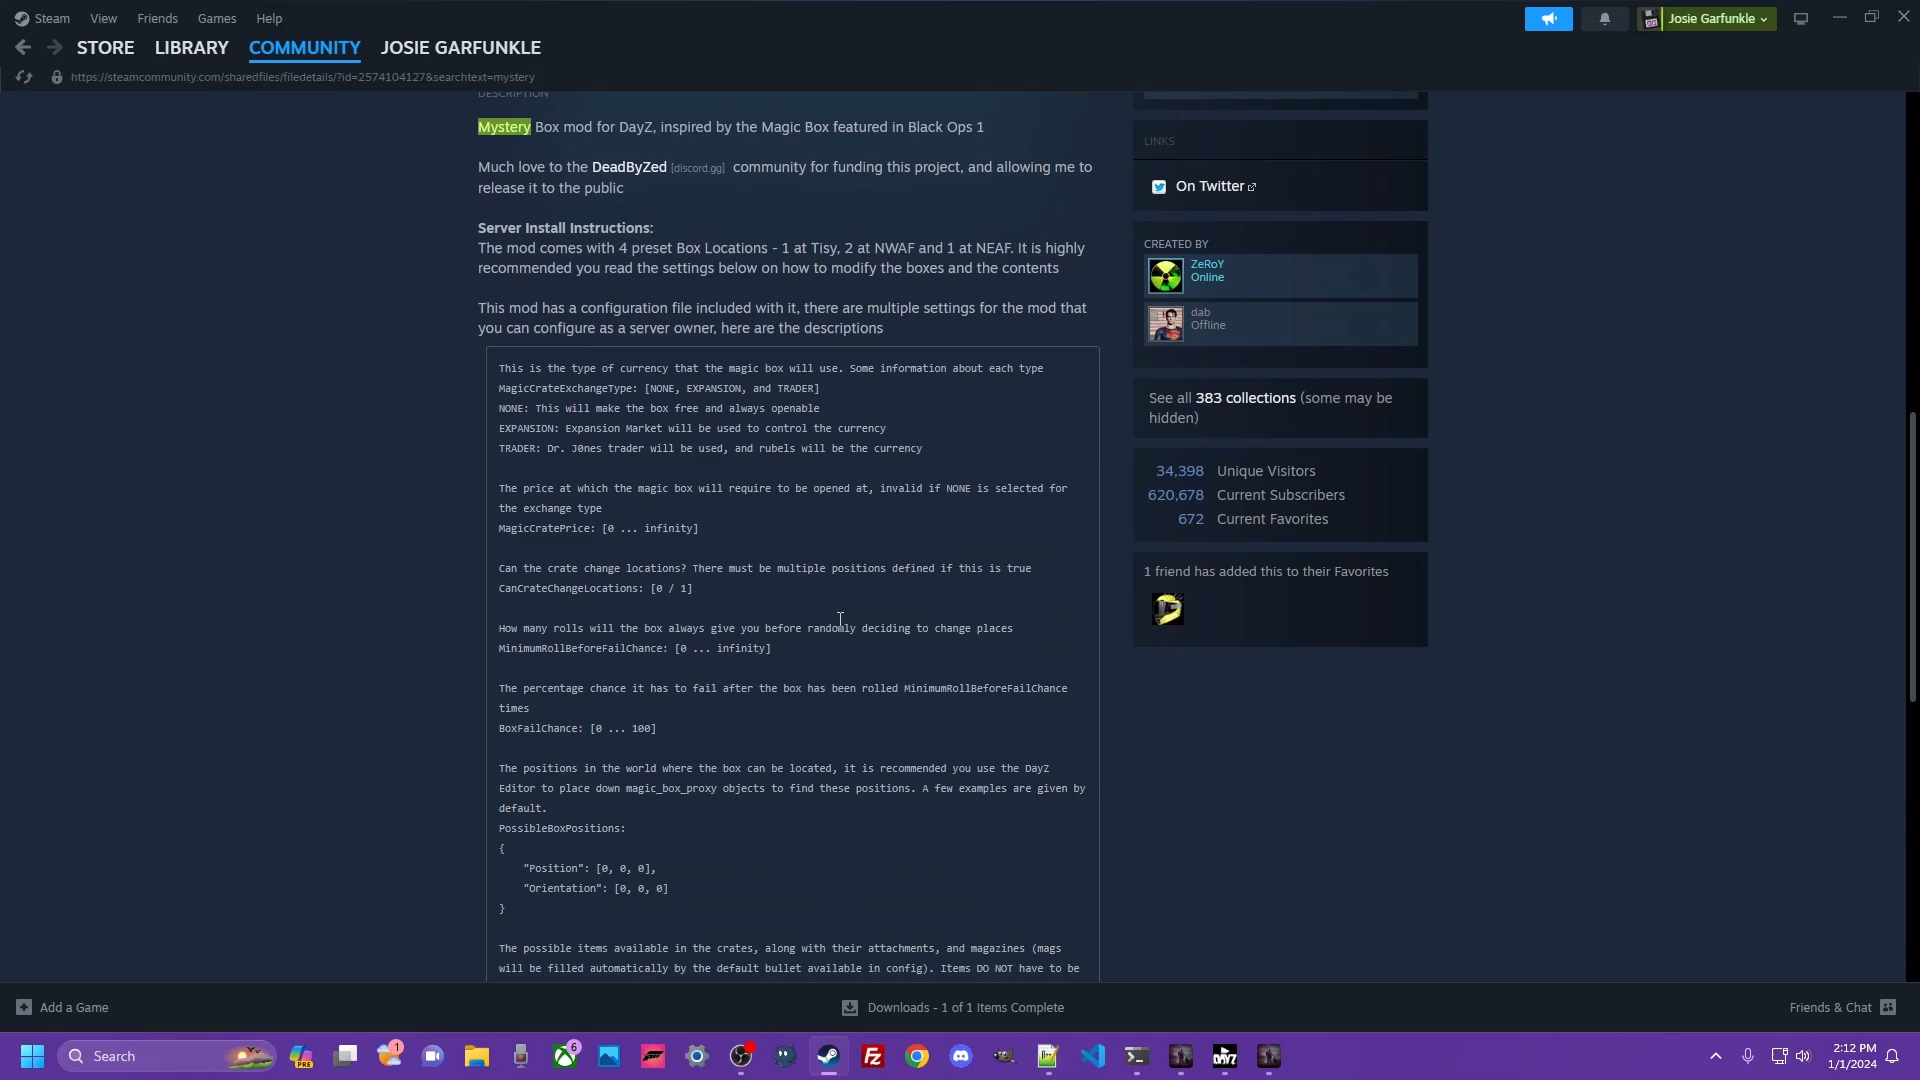 Steam View Friends Games Help Josie Garfunkle
STORE LIBRARY COMMUNITY JOSIE GARFUNKLE
https://steamcommunity.com/sharedfiles/filedetails/?id=2574104127&searchtext=mystery
DESCRIPTION
Mystery Box mod for DayZ, inspired by the Magic Box featured in Black Ops 1
Much love to the DeadByZed [discord.gg] community for funding this project, and allowing me to
release it to the public
Server Install Instructions:
The mod comes with 4 preset Box Locations - 1 at Tisy, 2 at NWAF and 1 at NEAF. It is highly
recommended you read the settings below on how to modify the boxes and the contents
This mod has a configuration file included with it, there are multiple settings for the mod that
you can configure as a server owner, here are the descriptions
This is the type of currency that the magic box will use. Some information about each type
MagicCrateExchangeType: [NONE, EXPANSION, and TRADER]
NONE: This will make the box free and always openable
EXPANSION: Expansion Market will be used to control the currency
TRADER: Dr. J0nes trader will be used, and rubels will be the currency
The price at which the magic box will require to be opened at, invalid if NONE is selected for
the exchange type
MagicCratePrice: [0 ... infinity]
Can the crate change locations? There must be multiple positions defined if this is true
CanCrateChangeLocations: [0 / 1]
How many rolls will the box always give you before randomly deciding to change places
MinimumRollBeforeFailChance: [0 ... infinity]
The percentage chance it has to fail after the box has been rolled MinimumRollBeforeFailChance
times
BoxFailChance: [0 ... 100]
The positions in the world where the box can be located, it is recommended you use the DayZ
Editor to place down magic_box_proxy objects to find these positions. A few examples are given by
default.
PossibleBoxPositions:
{
"Position": [0, 0, 0],
"Orientation": [0, 0, 0]
}
The possible items available in the crates, along with their attachments, and magazines (mags
will be filled automatically by the default bullet available in config). Items DO NOT have to be
LINKS
On Twitter
CREATED BY
ZeRoY
Online
dab
Offline
See all 383 collections (some may be
hidden)
34,398 Unique Visitors
620,678 Current Subscribers
672 Current Favorites
1 friend has added this to their Favorites
Add a Game Downloads - 1 of 1 Items Complete Friends & Chat
Search PRE 1 6 DAYZ 2:12 PM
1/1/2024